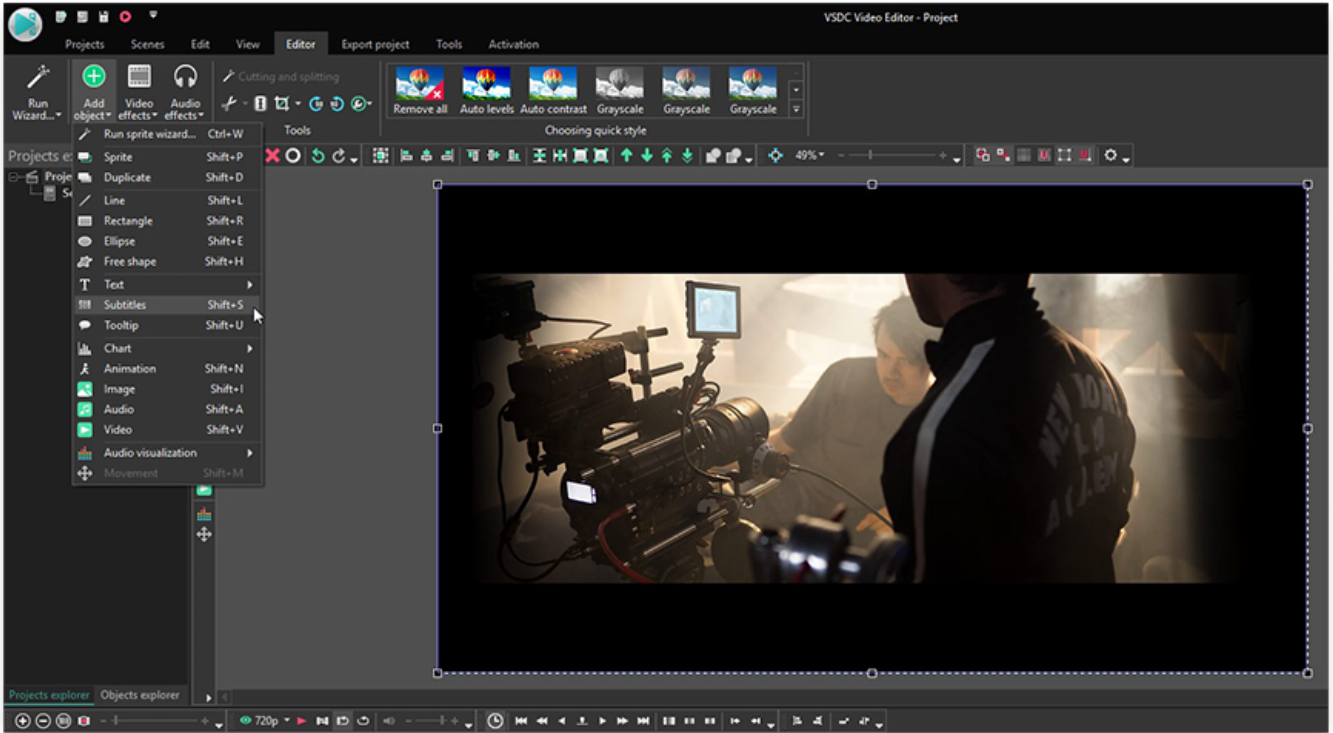 VSDC Video Editor - Project
Projects Scenes Edit View Editor Export project Tools Activation
Run Wizard...
Add object
Video effects
Audio effects
Cutting and splitting
Tools
Remove all Auto levels Auto contrast Grayscale Grayscale Grayscale
Choosing quick style
Projects e
49%
Proje
Se
Run sprite wizard... Ctrl+W
Sprite Shift+P
Duplicate Shift+D
Line Shift+L
Rectangle Shift+R
Ellipse Shift+E
Free shape Shift+H
Text
Subtitles Shift+S
Tooltip Shift+U
Chart
Animation Shift+N
Image Shift+I
Audio Shift+A
Video Shift+V
Audio visualization
Movement Shift+M
Projects explorer Objects explorer
720p